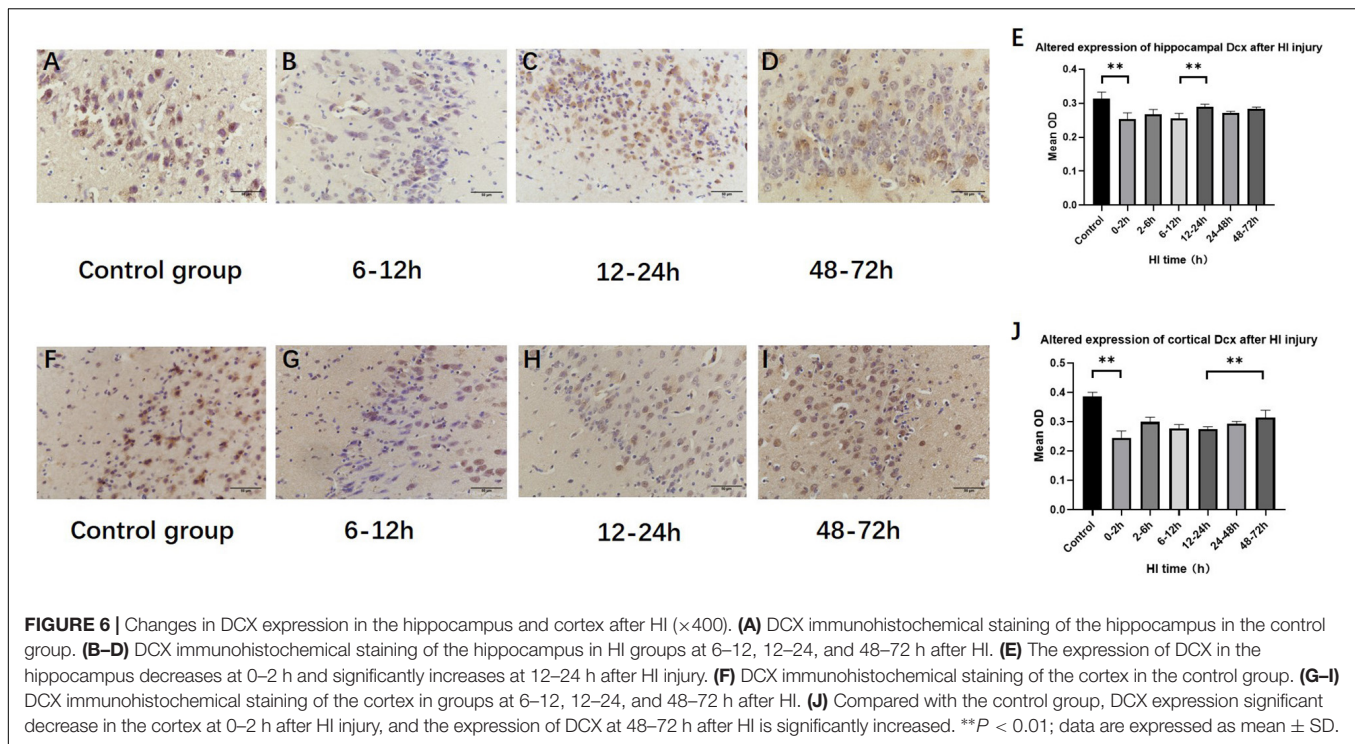 A
B
C
D
Control group
6-12h
12-24h
48-72h
E
Altered expression of hippocampal Dcx after HI injury
**
**
0.4
0.3
0.2
0.1
0.0
Mean OD
Control
0-2h
2-6h
6-12h
12-24h
24-48h
48-72h
HI time（h）
F
G
H
I
Control group
6-12h
12-24h
48-72h
J
Altered expression of cortical Dcx after HI injury
**
**
0.5
0.4
0.3
0.2
0.1
0.0
Mean OD
Control
0-2h
2-6h
6-12h
12-24h
24-48h
48-72h
HI time（h）
FIGURE 6 | Changes in DCX expression in the hippocampus and cortex after HI (×400). (A) DCX immunohistochemical staining of the hippocampus in the control
group. (B–D) DCX immunohistochemical staining of the hippocampus in HI groups at 6–12, 12–24, and 48–72 h after HI. (E) The expression of DCX in the
hippocampus decreases at 0–2 h and significantly increases at 12–24 h after HI injury. (F) DCX immunohistochemical staining of the cortex in the control group. (G–I)
DCX immunohistochemical staining of the cortex in groups at 6–12, 12–24, and 48–72 h after HI. (J) Compared with the control group, DCX expression significant
decrease in the cortex at 0–2 h after HI injury, and the expression of DCX at 48–72 h after HI is significantly increased. **P < 0.01; data are expressed as mean ± SD.